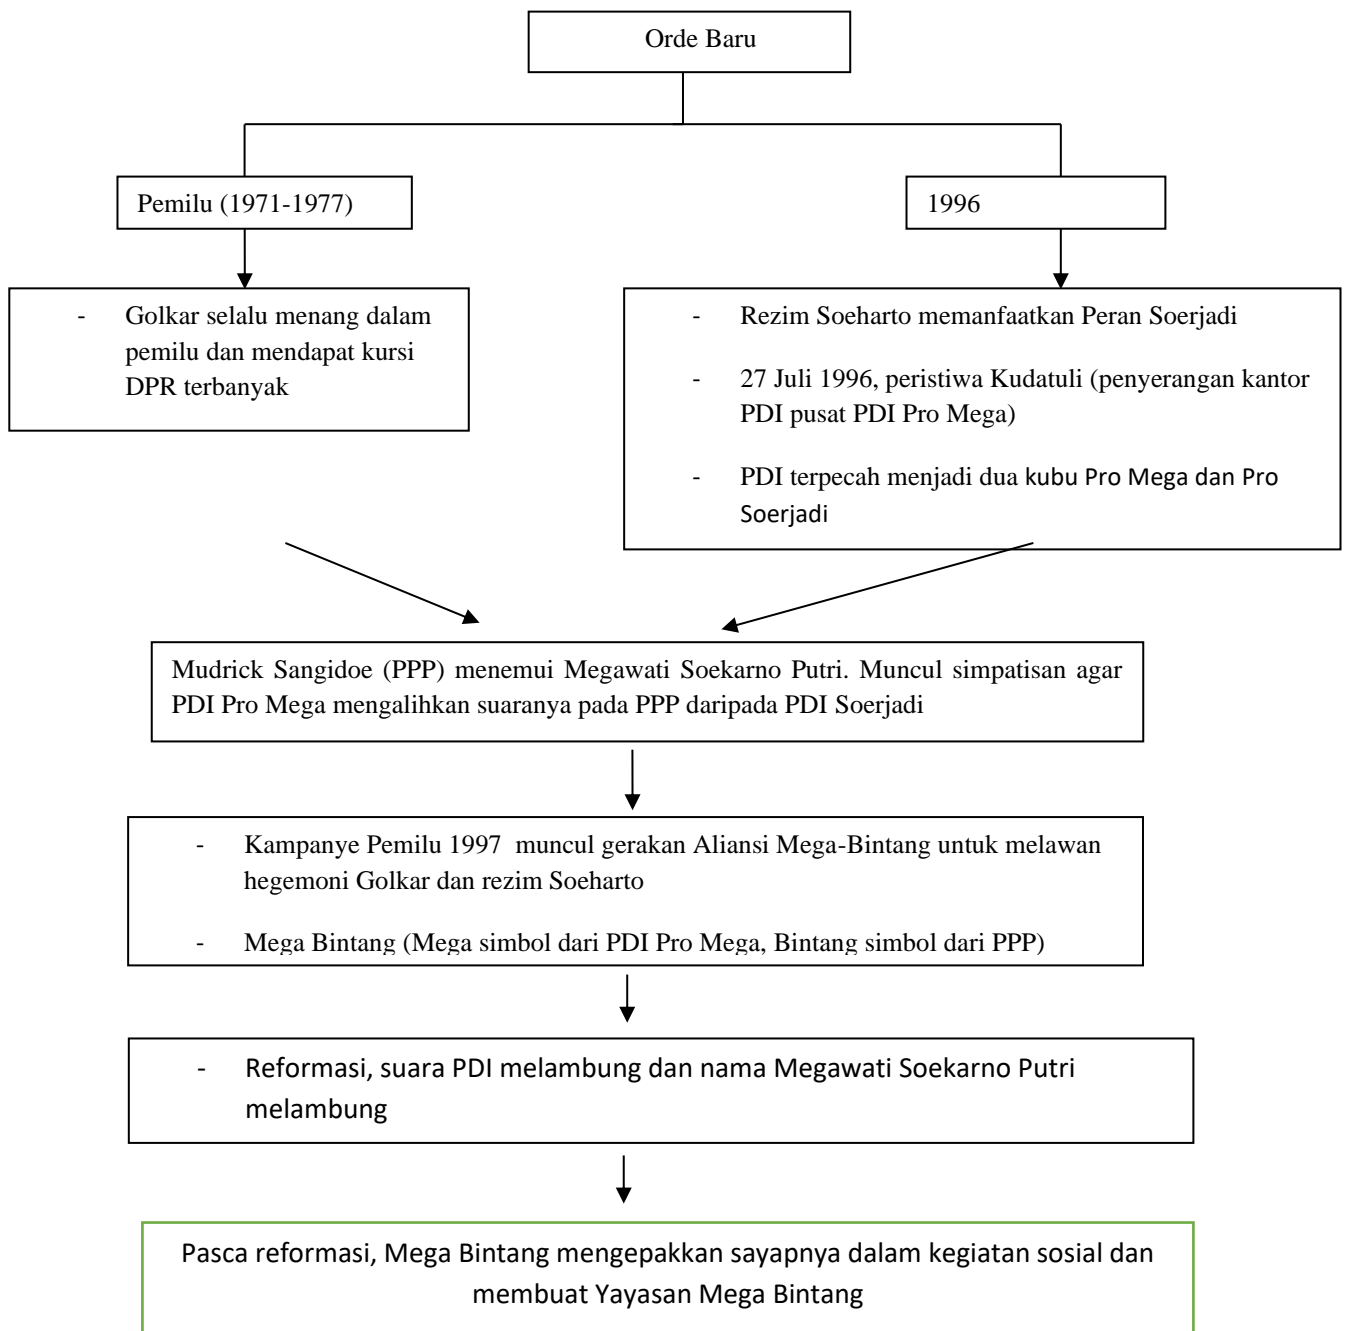 Orde Baru
Pemilu (1971-1977)
1996
- Golkar selalu menang dalam
pemilu dan mendapat kursi
DPR terbanyak
- Rezim Soeharto memanfaatkan Peran Soerjadi
- 27 Juli 1996, peristiwa Kudatuli (penyerangan kantor
PDI pusat PDI Pro Mega)
- PDI terpecah menjadi dua kubu Pro Mega dan Pro
Soerjadi
Mudrick Sangidoe (PPP) menemui Megawati Soekarno Putri. Muncul simpatisan agar
PDI Pro Mega mengalihkan suaranya pada PPP daripada PDI Soerjadi
- Kampanye Pemilu 1997 muncul gerakan Aliansi Mega-Bintang untuk melawan
hegemoni Golkar dan rezim Soeharto
- Mega Bintang (Mega simbol dari PDI Pro Mega, Bintang simbol dari PPP)
- Reformasi, suara PDI melambung dan nama Megawati Soekarno Putri
melambung
Pasca reformasi, Mega Bintang mengepakkan sayapnya dalam kegiatan sosial dan
membuat Yayasan Mega Bintang